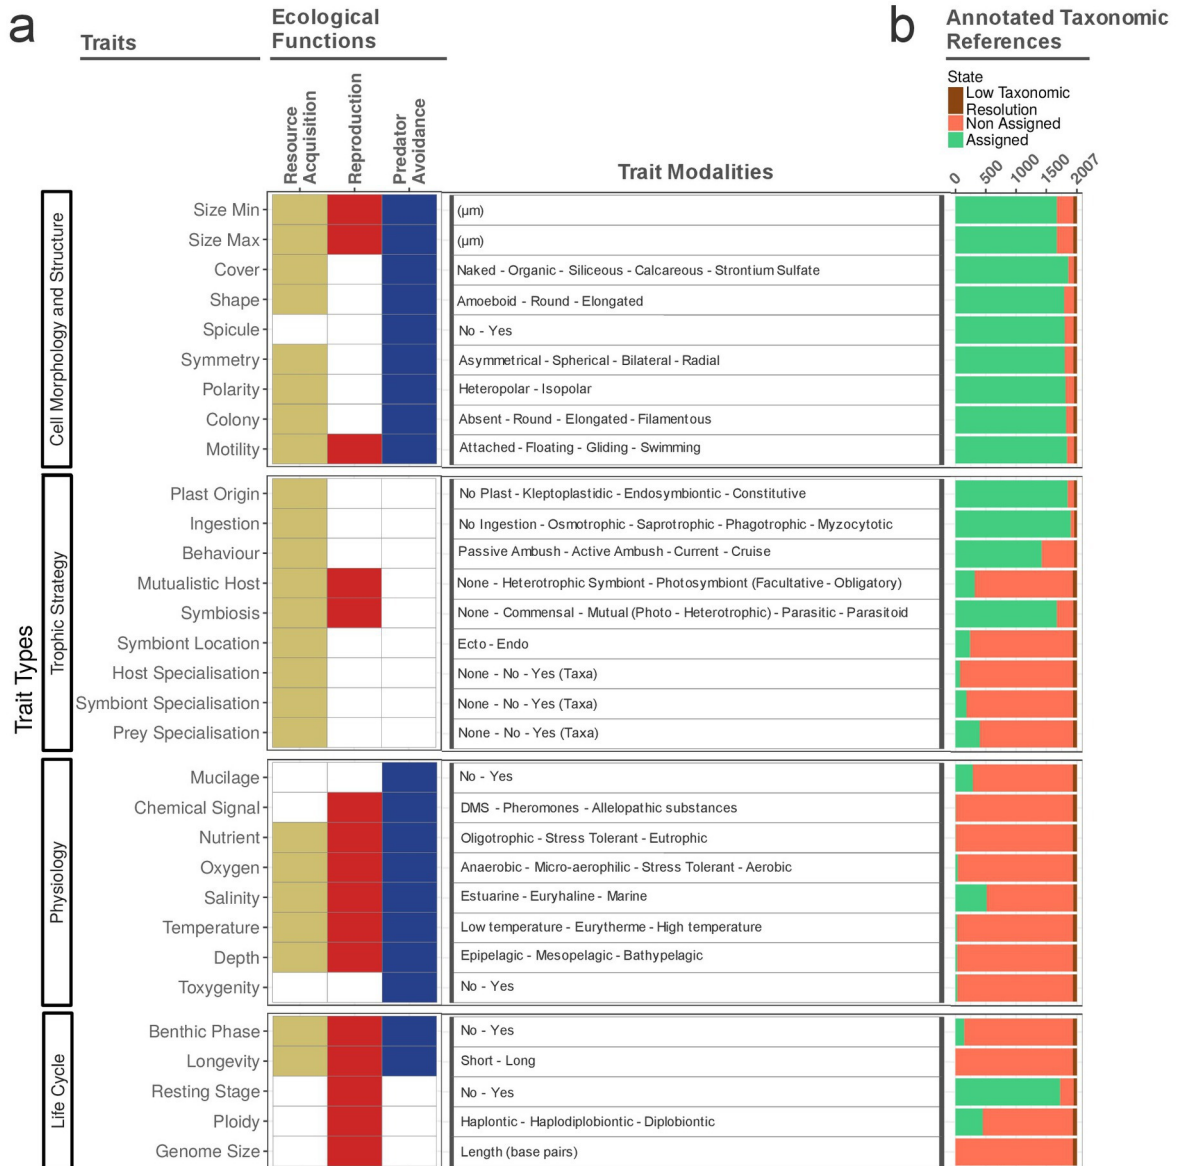 a
Traits
Ecological
Functions
b
Annotated Taxonomic
References
State
Low Taxonomic
Resolution
Non Assigned
Assigned
Resource
Acquisition
Reproduction
Predator
Avoidance
Trait Modalities
0
500
1000
1500
2007
Trait Types
Cell Morphology and Structure
Size Min
(µm)
Size Max
(µm)
Cover
Naked - Organic - Siliceous - Calcareous - Strontium Sulfate
Shape
Amoeboid - Round - Elongated
Spicule
No - Yes
Symmetry
Asymmetrical - Spherical - Bilateral - Radial
Polarity
Heteropolar - Isopolar
Colony
Absent - Round - Elongated - Filamentous
Motility
Attached - Floating - Gliding - Swimming
Trophic Strategy
Plast Origin
No Plast - Kleptoplastidic - Endosymbiontic - Constitutive
Ingestion
No Ingestion - Osmotrophic - Saprotrophic - Phagotrophic - Myzocytotic
Behaviour
Passive Ambush - Active Ambush - Current - Cruise
Mutualistic Host
None - Heterotrophic Symbiont - Photosymbiont (Facultative - Obligatory)
Symbiosis
None - Commensal - Mutual (Photo - Heterotrophic) - Parasitic - Parasitoid
Symbiont Location
Ecto - Endo
Host Specialisation
None - No - Yes (Taxa)
Symbiont Specialisation
None - No - Yes (Taxa)
Prey Specialisation
None - No - Yes (Taxa)
Physiology
Mucilage
No - Yes
Chemical Signal
DMS - Pheromones - Allelopathic substances
Nutrient
Oligotrophic - Stress Tolerant - Eutrophic
Oxygen
Anaerobic - Micro-aerophilic - Stress Tolerant - Aerobic
Salinity
Estuarine - Euryhaline - Marine
Temperature
Low temperature - Eurytherme - High temperature
Depth
Epipelagic - Mesopelagic - Bathypelagic
Toxygenity
No - Yes
Life Cycle
Benthic Phase
No - Yes
Longevity
Short - Long
Resting Stage
No - Yes
Ploidy
Haplontic - Haplodiplobiontic - Diplobiontic
Genome Size
Length (base pairs)